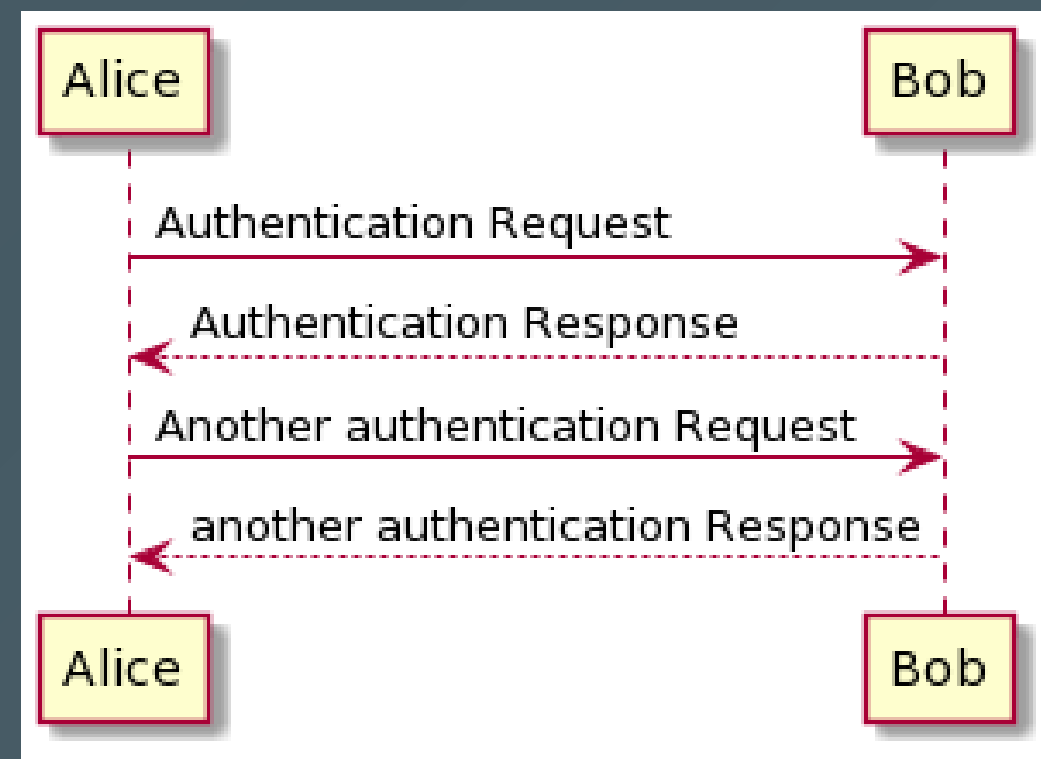 Alice
Bob
Authentication Request
Authentication Response
Another authentication Request
another authentication Response
Alice
Bob